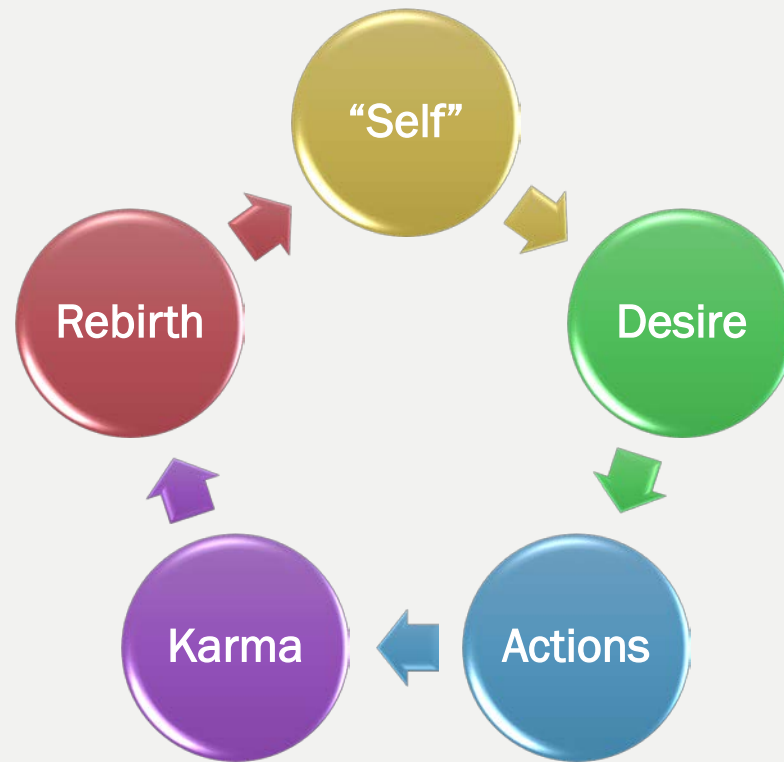 “Self”
Desire
Actions
Karma
Rebirth